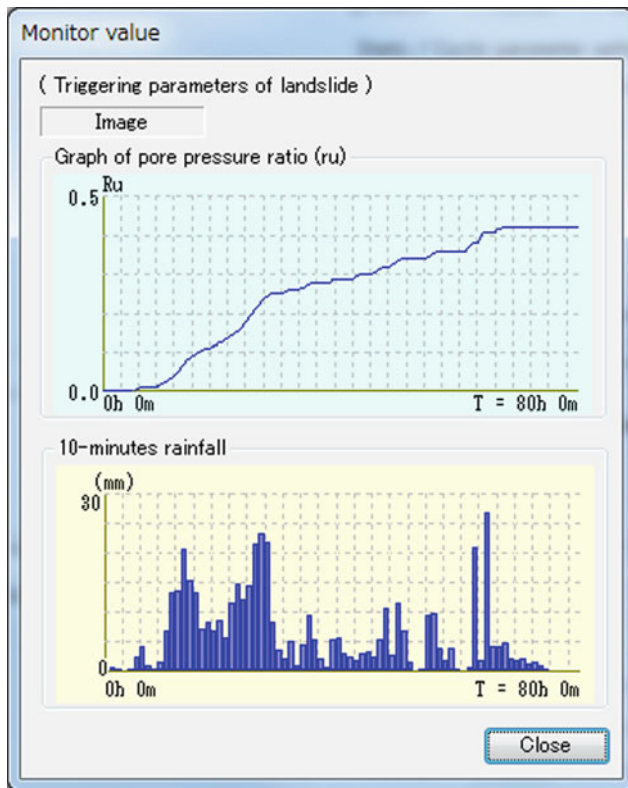 Monitor value
( Triggering parameters of landslide )
Image
Graph of pore pressure ratio (ru)
Ru
0.5
0.0
0h 0m
T = 80h 0m
10-minutes rainfall
(mm)
30
0
0h 0m
T = 80h 0m
Close